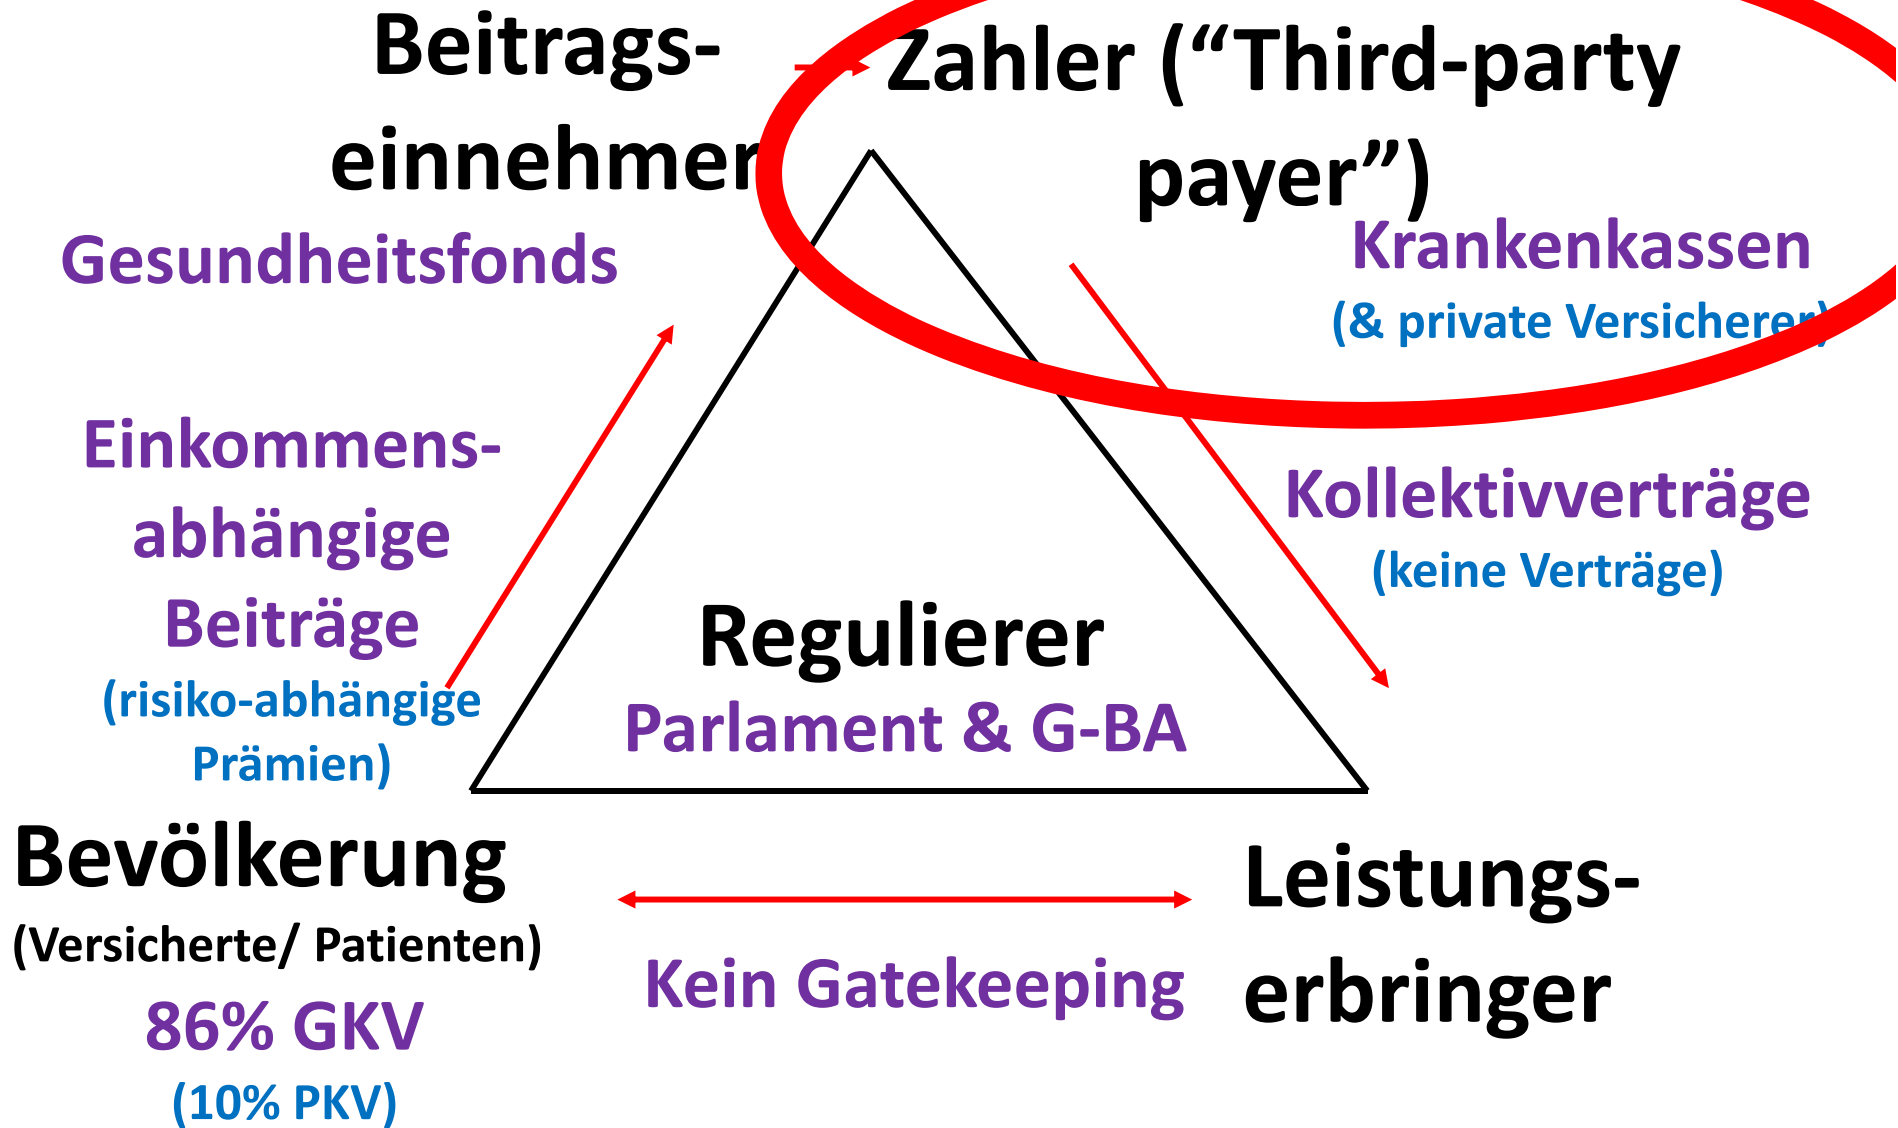 Beitrags-
einnehmer
Zahler (“Third-party
payer”)
Gesundheitsfonds
Krankenkassen
(& private Versicherer)
Einkommens-
abhängige
Beiträge
(risiko-abhängige
Prämien)
Kollektivverträge
(keine Verträge)
Regulierer
Parlament & G-BA
Bevölkerung
(Versicherte/ Patienten)
86% GKV
(10% PKV)
Kein Gatekeeping
Leistungs-
erbringer